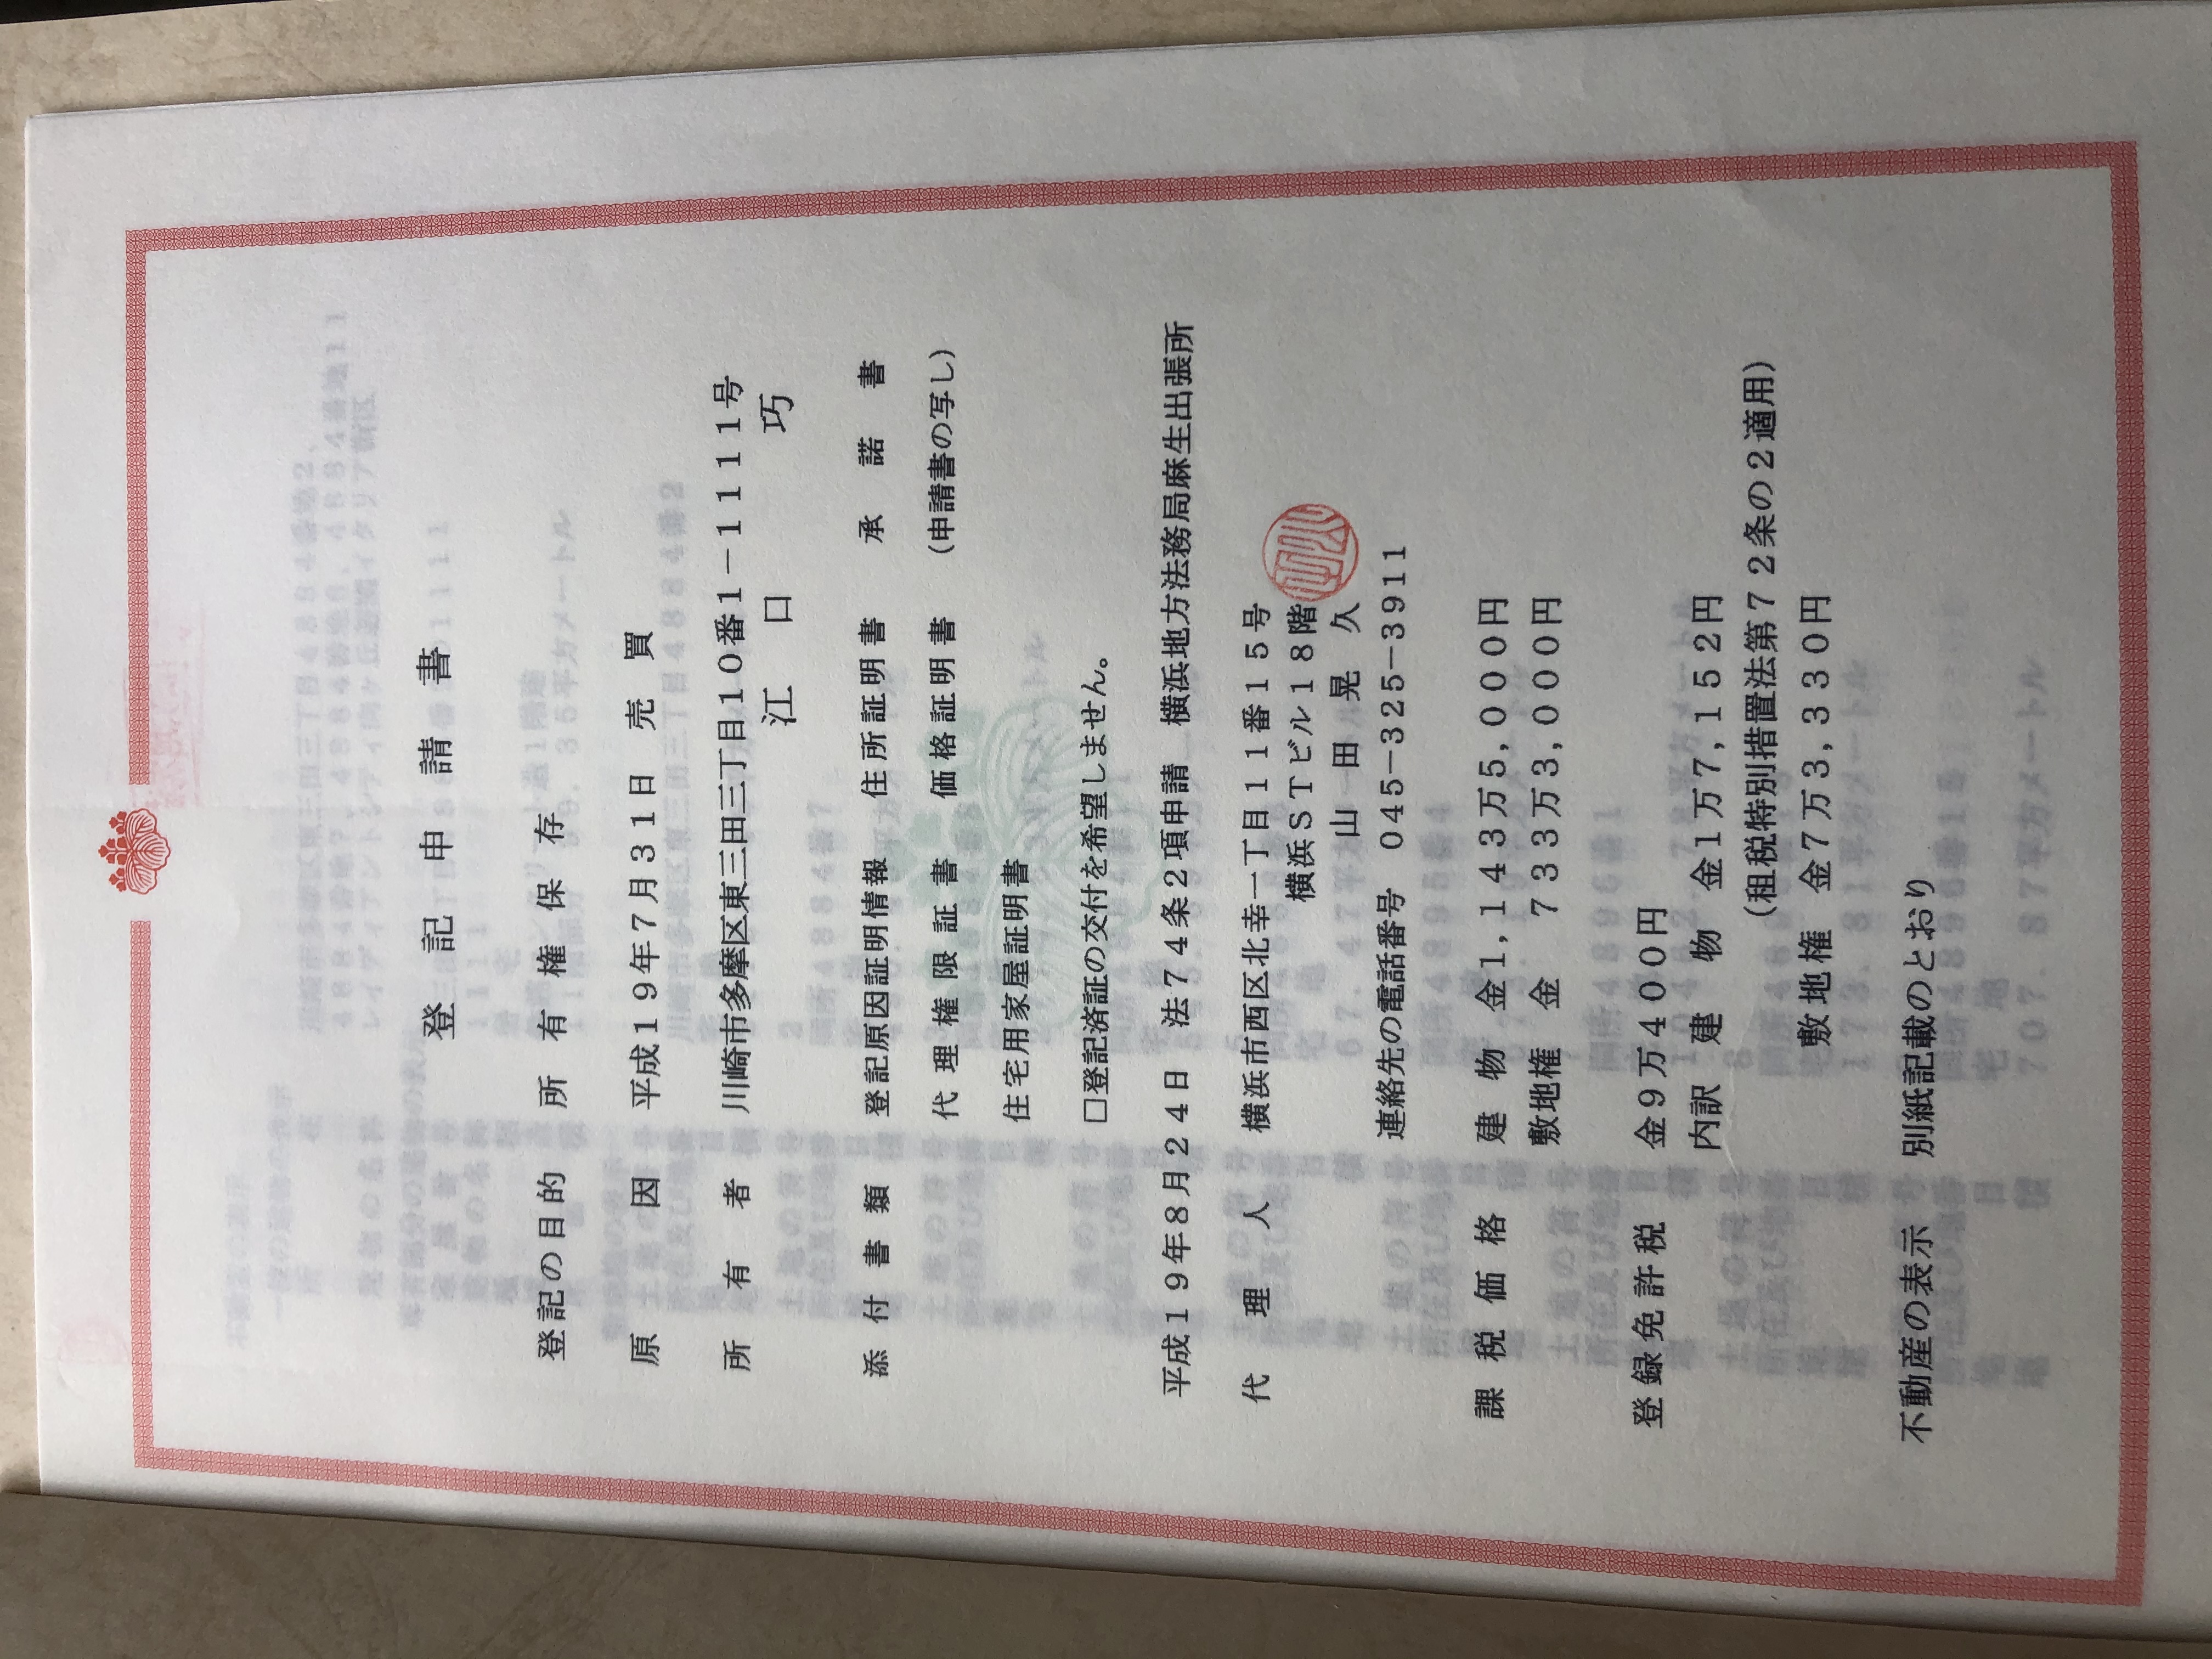 登記申請書
登記の目的　所有権保存
原因　平成１９年７月３１日　売買
所有者　川崎市多摩区東三田三丁目１０番１－１１１１号
江口　巧
添付書類　登記原因証明情報　住所証明書　承諾書
代理権限証書　価格証明書　（申請書の写し）
住宅用家屋証明書
□登記済証の交付を希望しません。
平成１９年８月２４日　法７４条２項申請　横浜地方法務局麻生出張所
代理人　横浜市西区北幸一丁目１１番１５号
横浜ＳＴビル１８階
山田晃久
連絡先の電話番号　０４５－３２５－３９１１
課税価格　建物　金１，１４３万５，０００円
敷地権　金　７３３万３，０００円
登録免許税　金９万４００円
内訳　建物　金１万７，１５２円
（租税特別措置法第７２条の２適用）
敷地権　金７万３，３３０円
不動産の表示　別紙記載のとおり